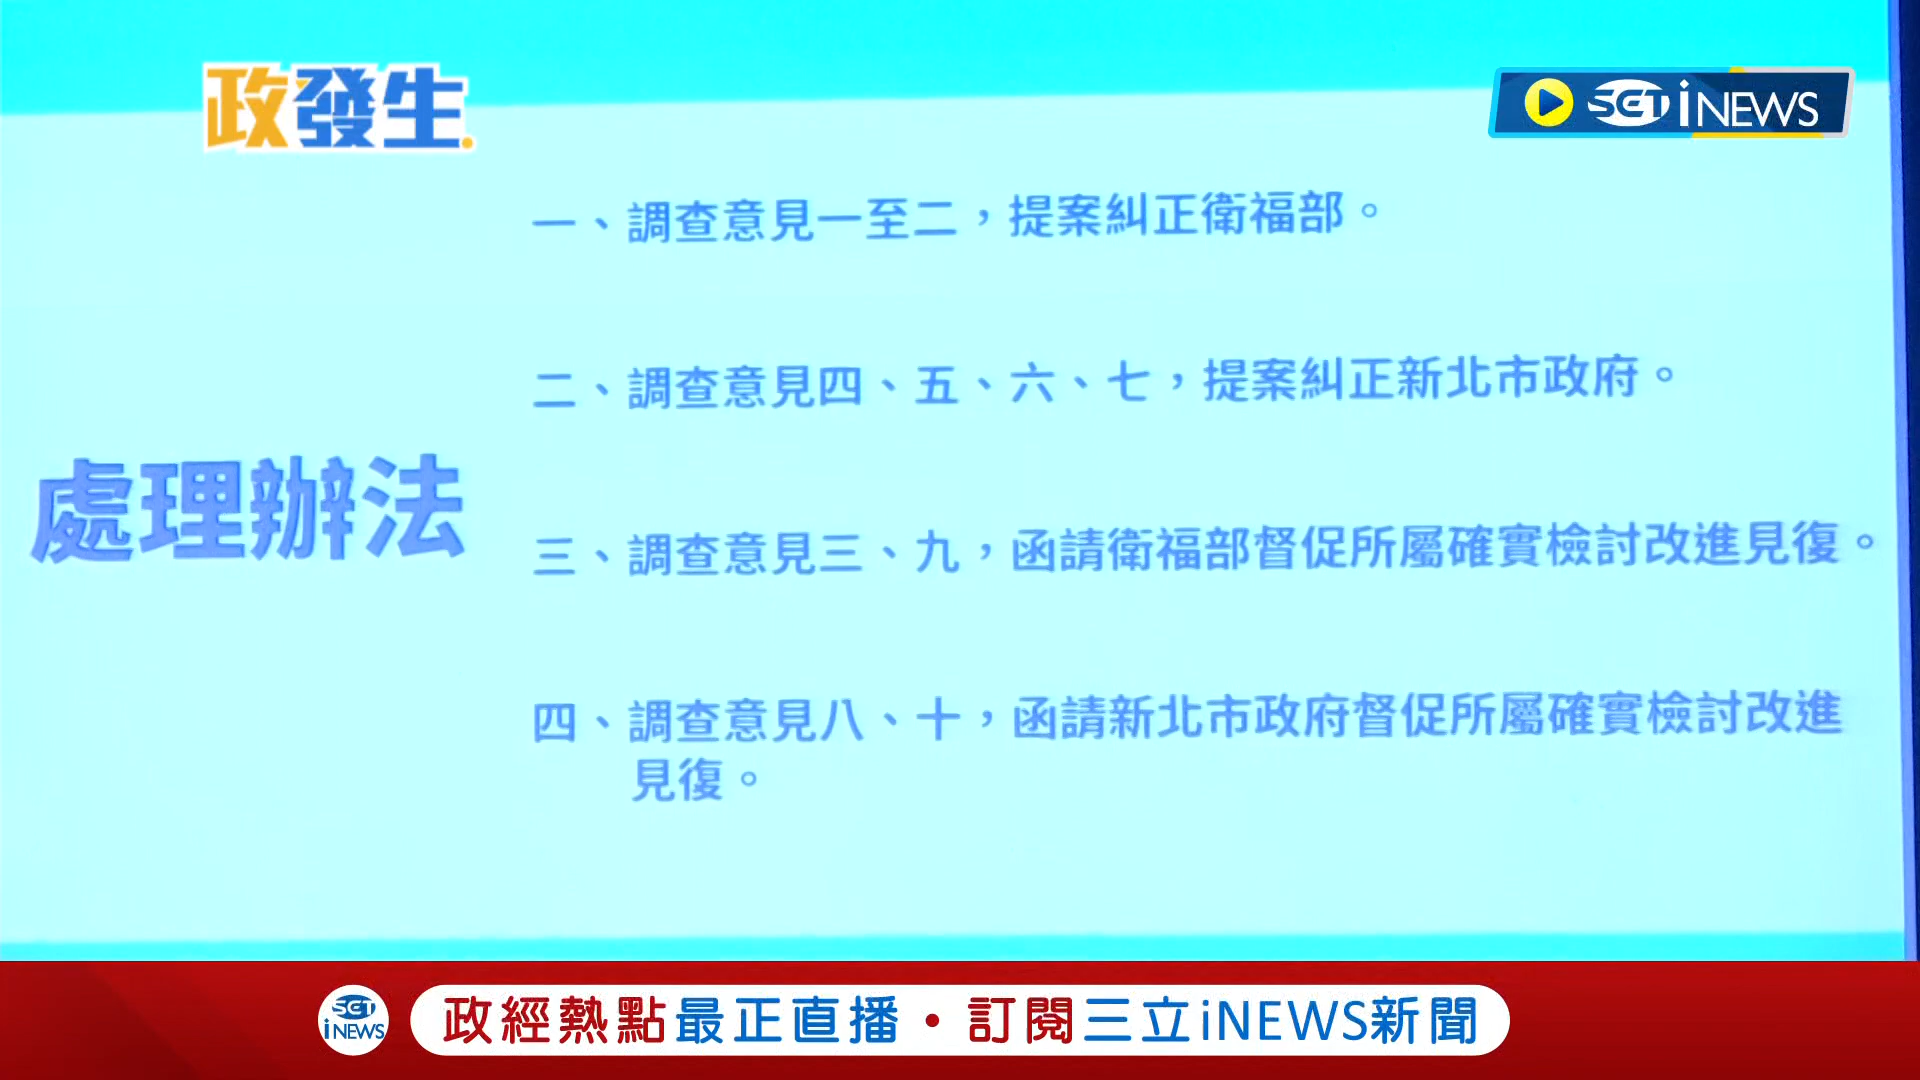 政發生
SET iNEWS
一、調查意見一至二，提案糾正衛福部。
二、調查意見四、五、六、七，提案糾正新北市政府。
處理辦法
三、調查意見三、九，函請衛福部督促所屬確實檢討改進見復。
四、調查意見八、十，函請新北市政府督促所屬確實檢討改進
見復。
SET iNEWS
政經熱點最正直播・訂閱三立iNEWS新聞